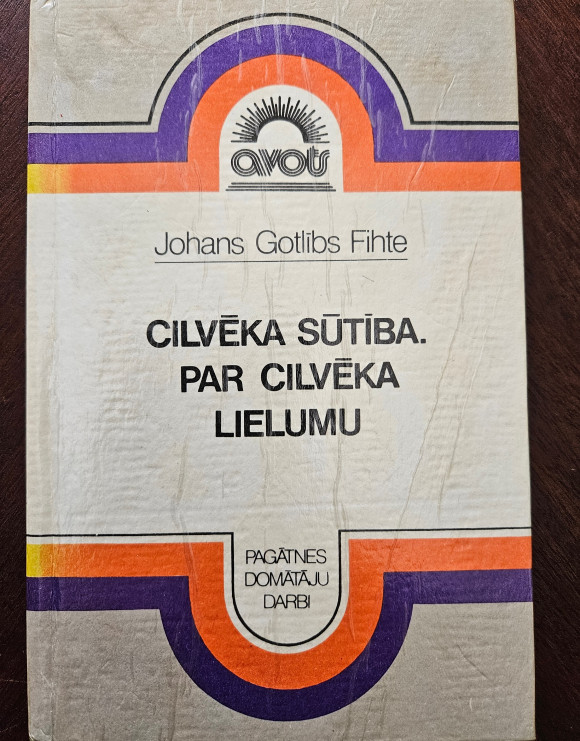 avots
Johans Gotlībs Fihte
CILVĒKA SŪTĪBA.
PAR CILVĒKA
LIELUMU
PAGĀTNES
DOMĀTĀJU
DARBI